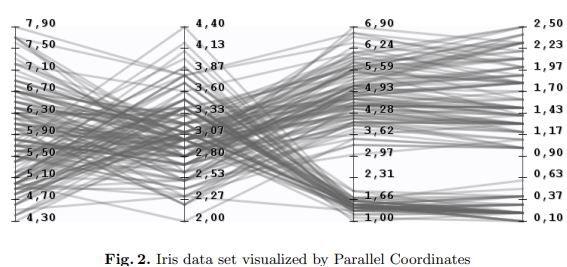 7,90 4,40 6,90 2,50
7,50 4,13 6,24 2,23
7,10 3,87 5,59 1,97
6,70 3,60 4,93 1,70
6,30 3,33 4,28 1,43
5,90 3,07 3,62 1,17
5,50 2,80 2,97 0,90
5,10 2,53 2,31 0,63
4,70 2,27 1,66 0,37
4,30 2,00 1,00 0,10
Fig. 2. Iris data set visualized by Parallel Coordinates